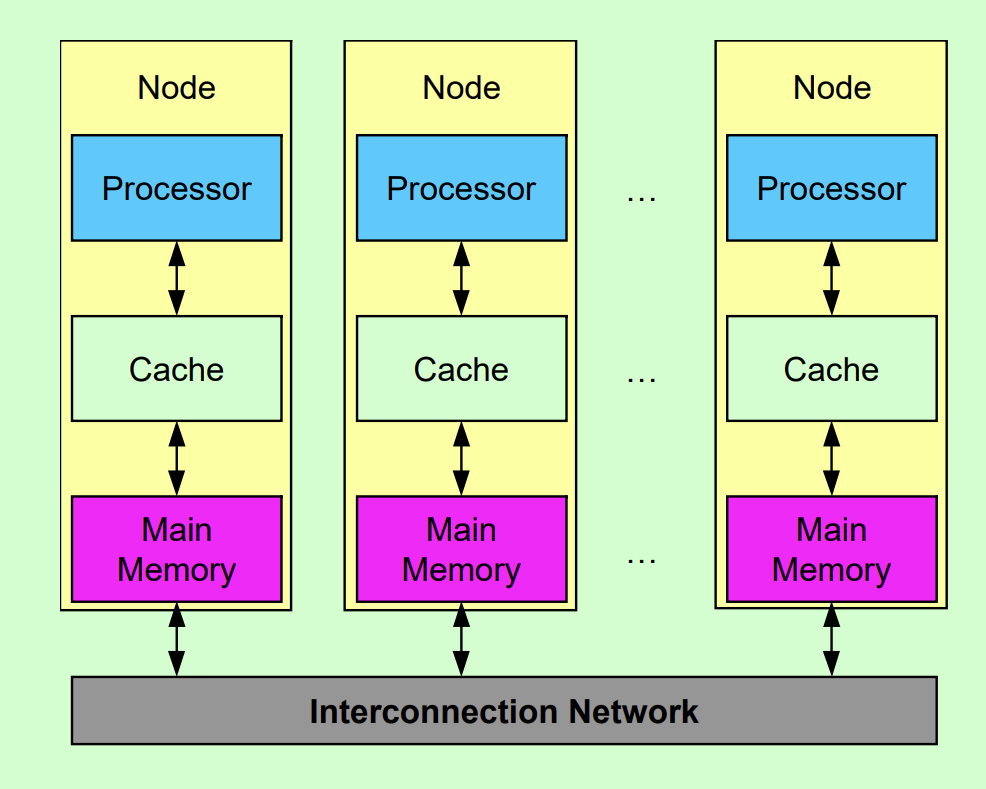 Node
Node
Node
Processor
Processor
...
Processor
Cache
Cache
...
Cache
Main
Memory
Main
Memory
...
Main
Memory
Interconnection Network